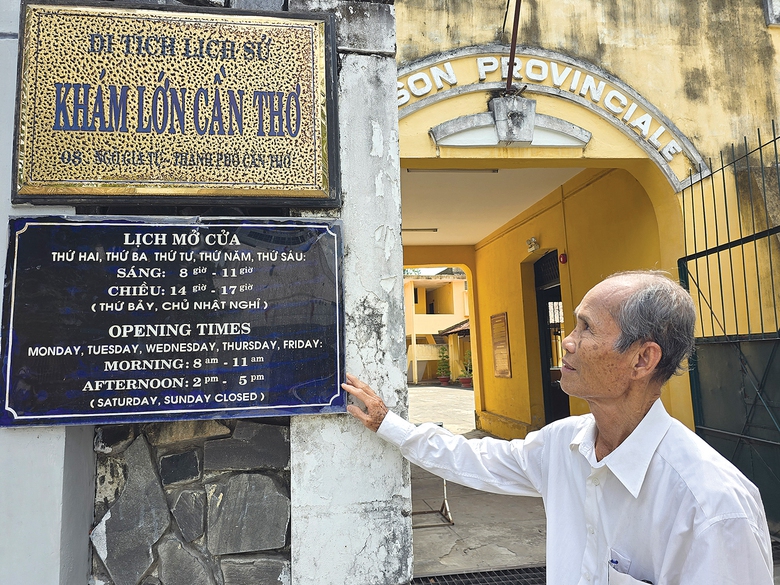 DI TÍCH LỊCH SỬ
KHÁM LỚN CẦN THƠ
08, NGÔ GIA TỰ - THÀNH PHỐ CẦN THƠ
LỊCH MỞ CỬA
THỨ HAI, THỨ BA THỨ TƯ, THỨ NĂM, THỨ SÁU:
SÁNG: 8 giờ - 11 giờ
CHIỀU: 14 giờ - 17 giờ
( THỨ BẢY, CHỦ NHẬT NGHỈ )
OPENING TIMES
MONDAY, TUESDAY, WEDNESDAY, THURSDAY, FRIDAY:
MORNING: 8 am - 11 am
AFTERNOON: 2 pm - 5 pm
( SATURDAY, SUNDAY CLOSED )
SON PROVINCIALE